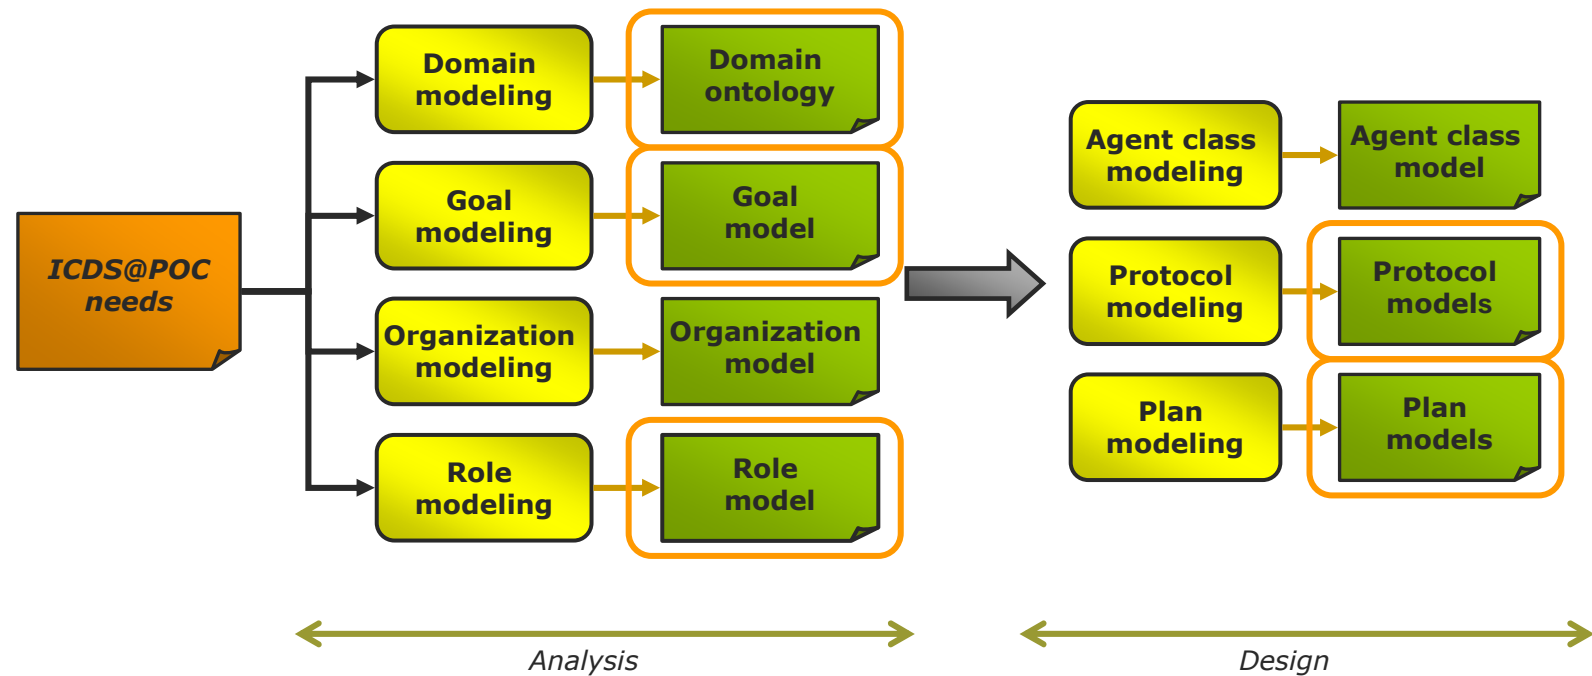 ICDS@POC
needs
Domain
modeling
Domain
ontology
Goal
modeling
Goal
model
Organization
modeling
Organization
model
Role
modeling
Role
model
Agent class
modeling
Agent class
model
Protocol
modeling
Protocol
models
Plan
modeling
Plan
models
Analysis
Design